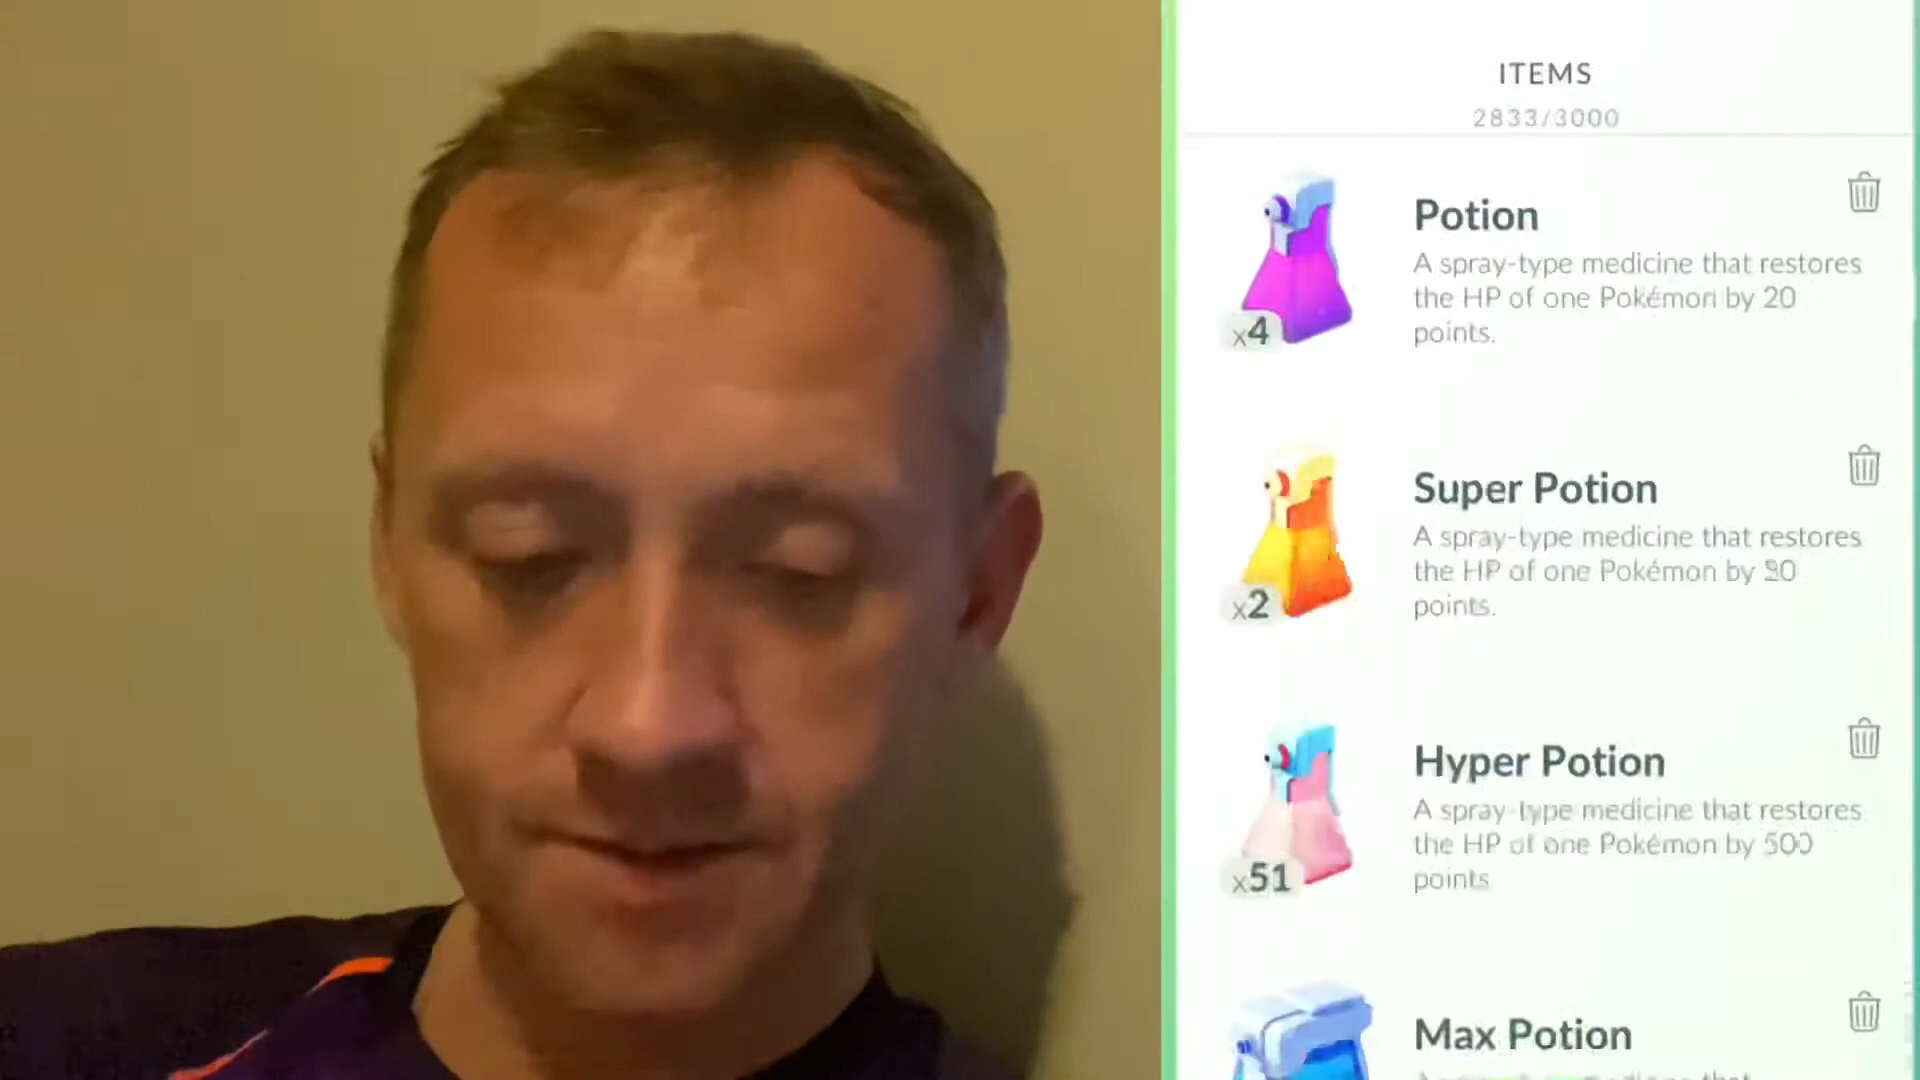 ITEMS
2833/3000
Potion
A spray-type medicine that restores
the HP of one Pokémon by 20
points.
x4
Super Potion
A spray-type medicine that restores
the HP of one Pokémon by
points.
x2
Hyper Potion
A spray-type medicine that restores
the HP of one Pokémon by 500
points
x51
Max Potion